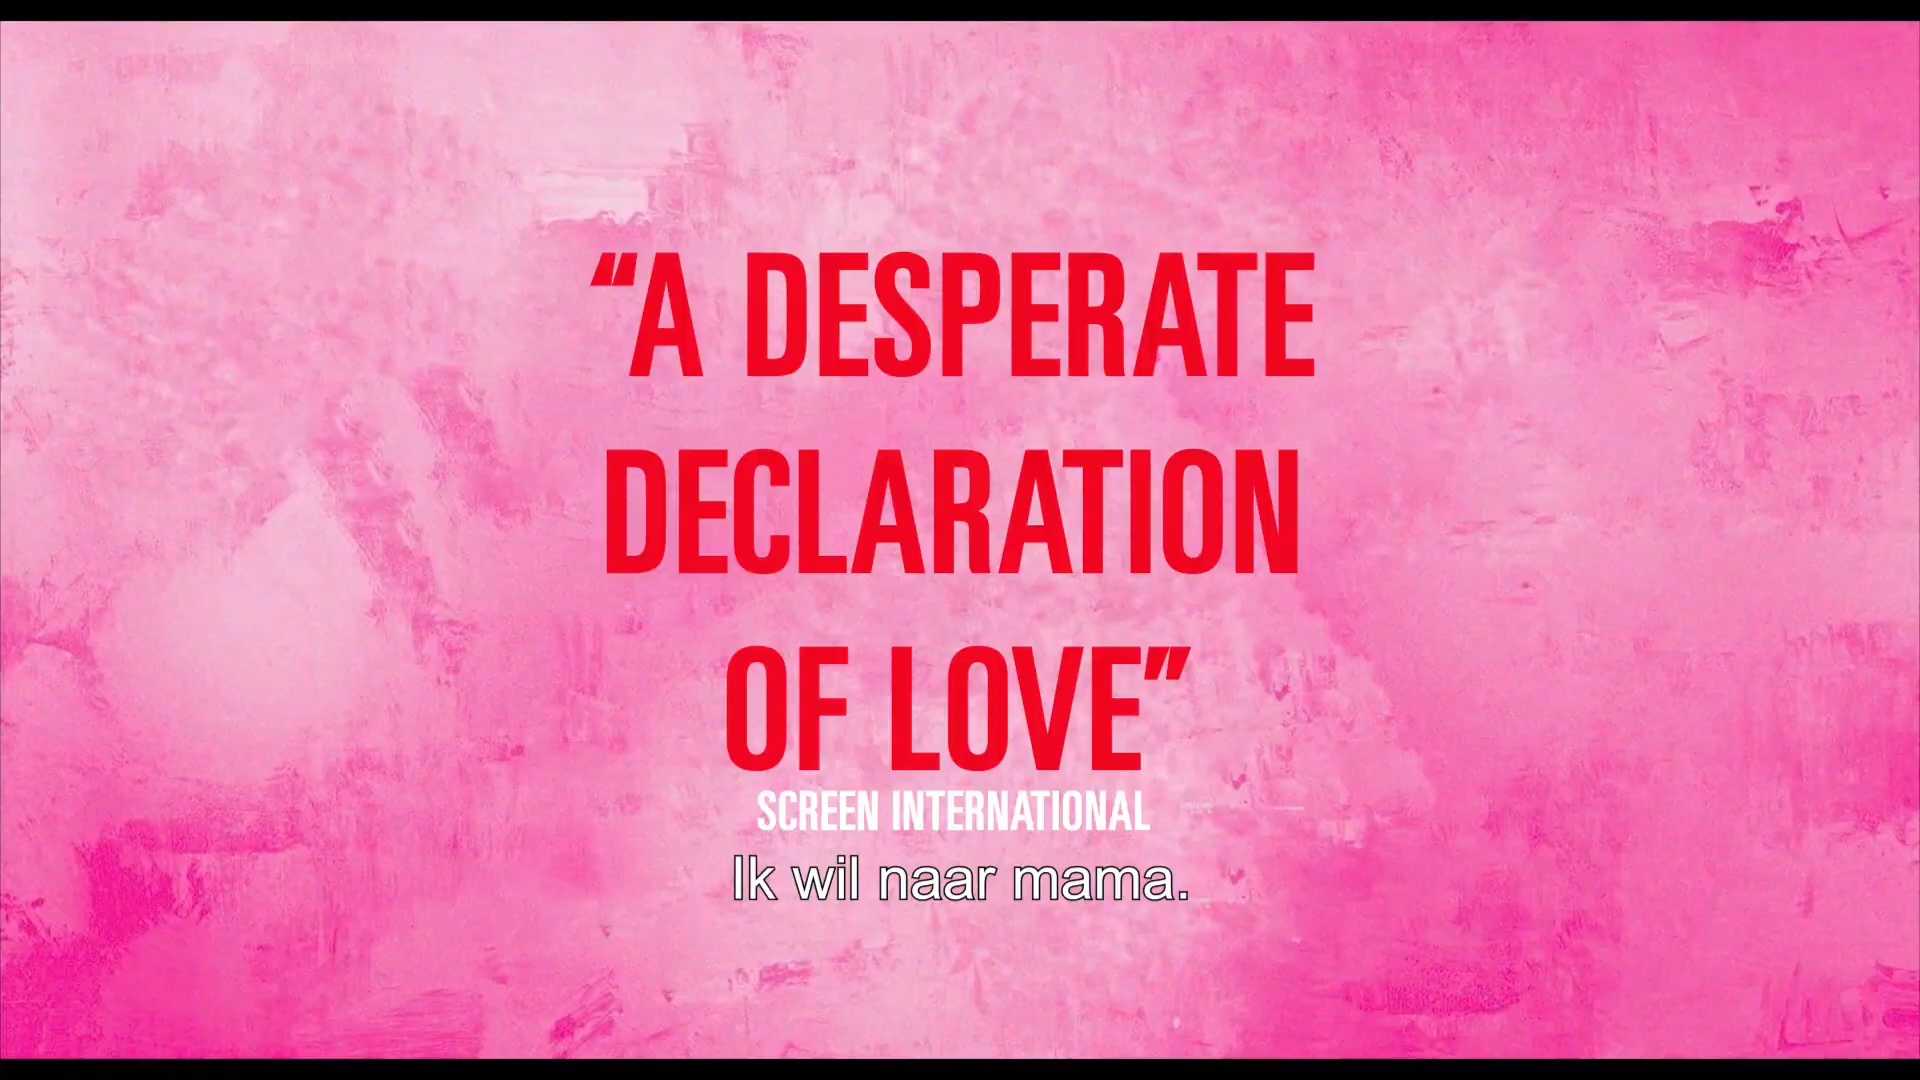 “A DESPERATE
DECLARATION
OF LOVE”
SCREEN INTERNATIONAL
Ik wil naar mama.